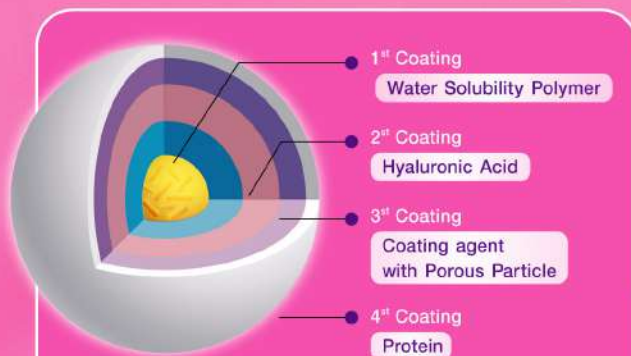 1st Coating
Water Solubility Polymer
2st Coating
Hyaluronic Acid
3st Coating
Coating agent
with Porous Particle
4st Coating
Protein